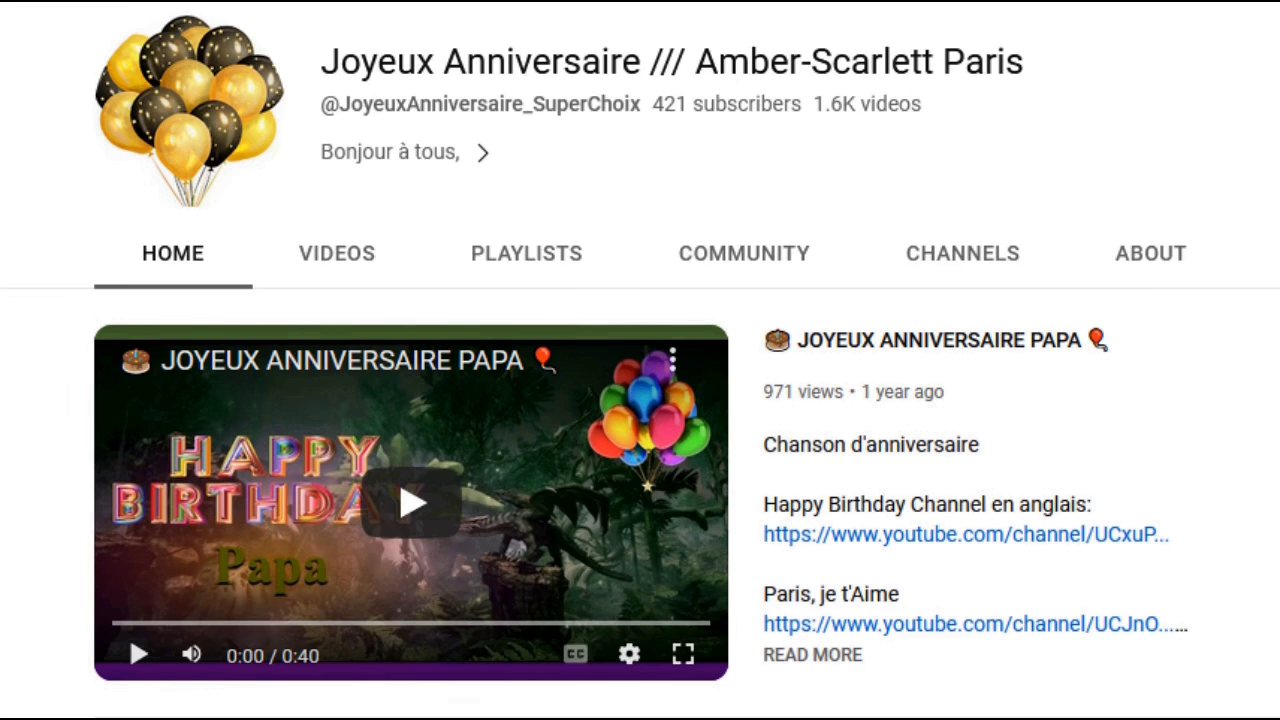 Joyeux Anniversaire /// Amber-Scarlett Paris
@JoyeuxAnniversaire_SuperChoix 421 subscribers 1.6K videos
Bonjour à tous,
HOME VIDEOS PLAYLISTS COMMUNITY CHANNELS ABOUT
JOYEUX ANNIVERSAIRE PAPA
HAPPY
BIRTHDAY
Papa
0:00 / 0:40
CC
JOYEUX ANNIVERSAIRE PAPA
971 views • 1 year ago
Chanson d'anniversaire
Happy Birthday Channel en anglais:
https://www.youtube.com/channel/UCxuP...
Paris, je t'Aime
https://www.youtube.com/channel/UCJnO......
READ MORE